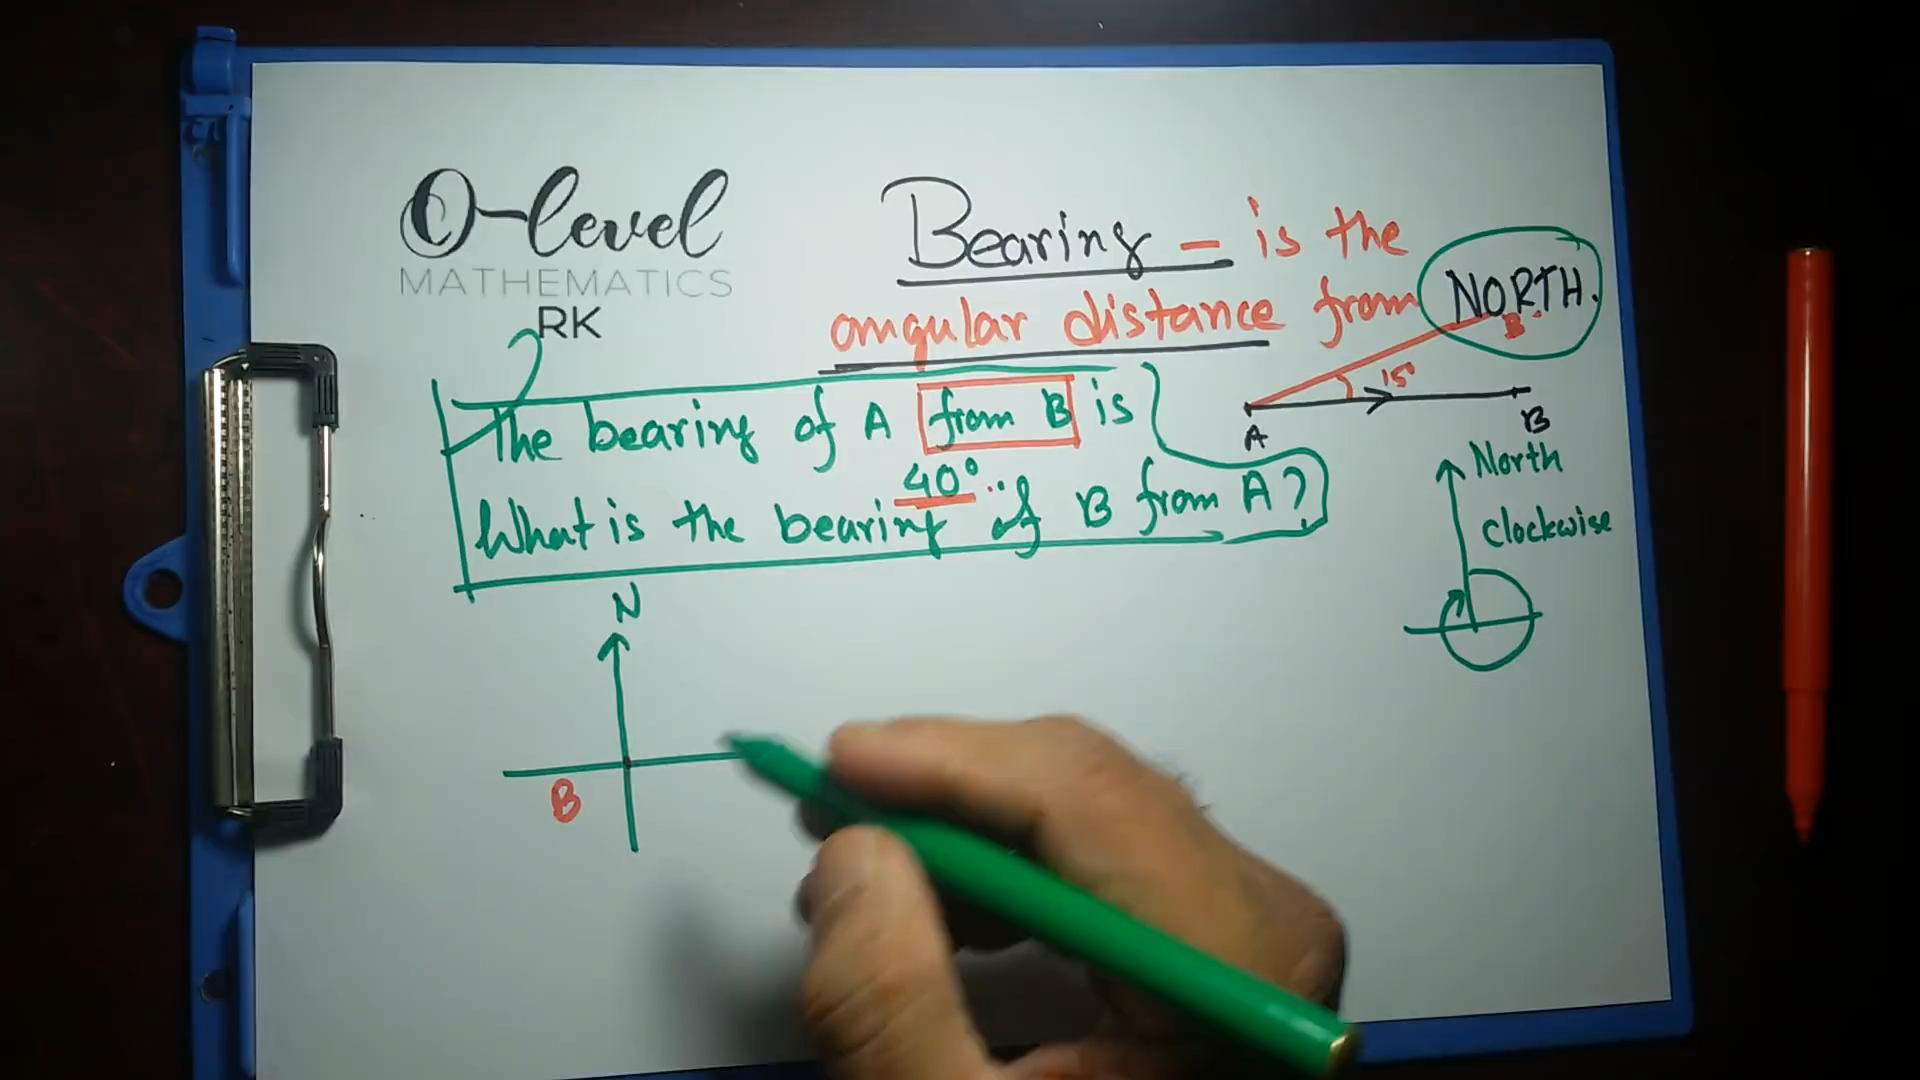 O-level
MATHEMATICS
RK
Bearing - is the
angular distance from NORTH.
B
15°
A
B
The bearing of A from B is
40°..
What is the bearing of B from A?
North
clockwise
N
B